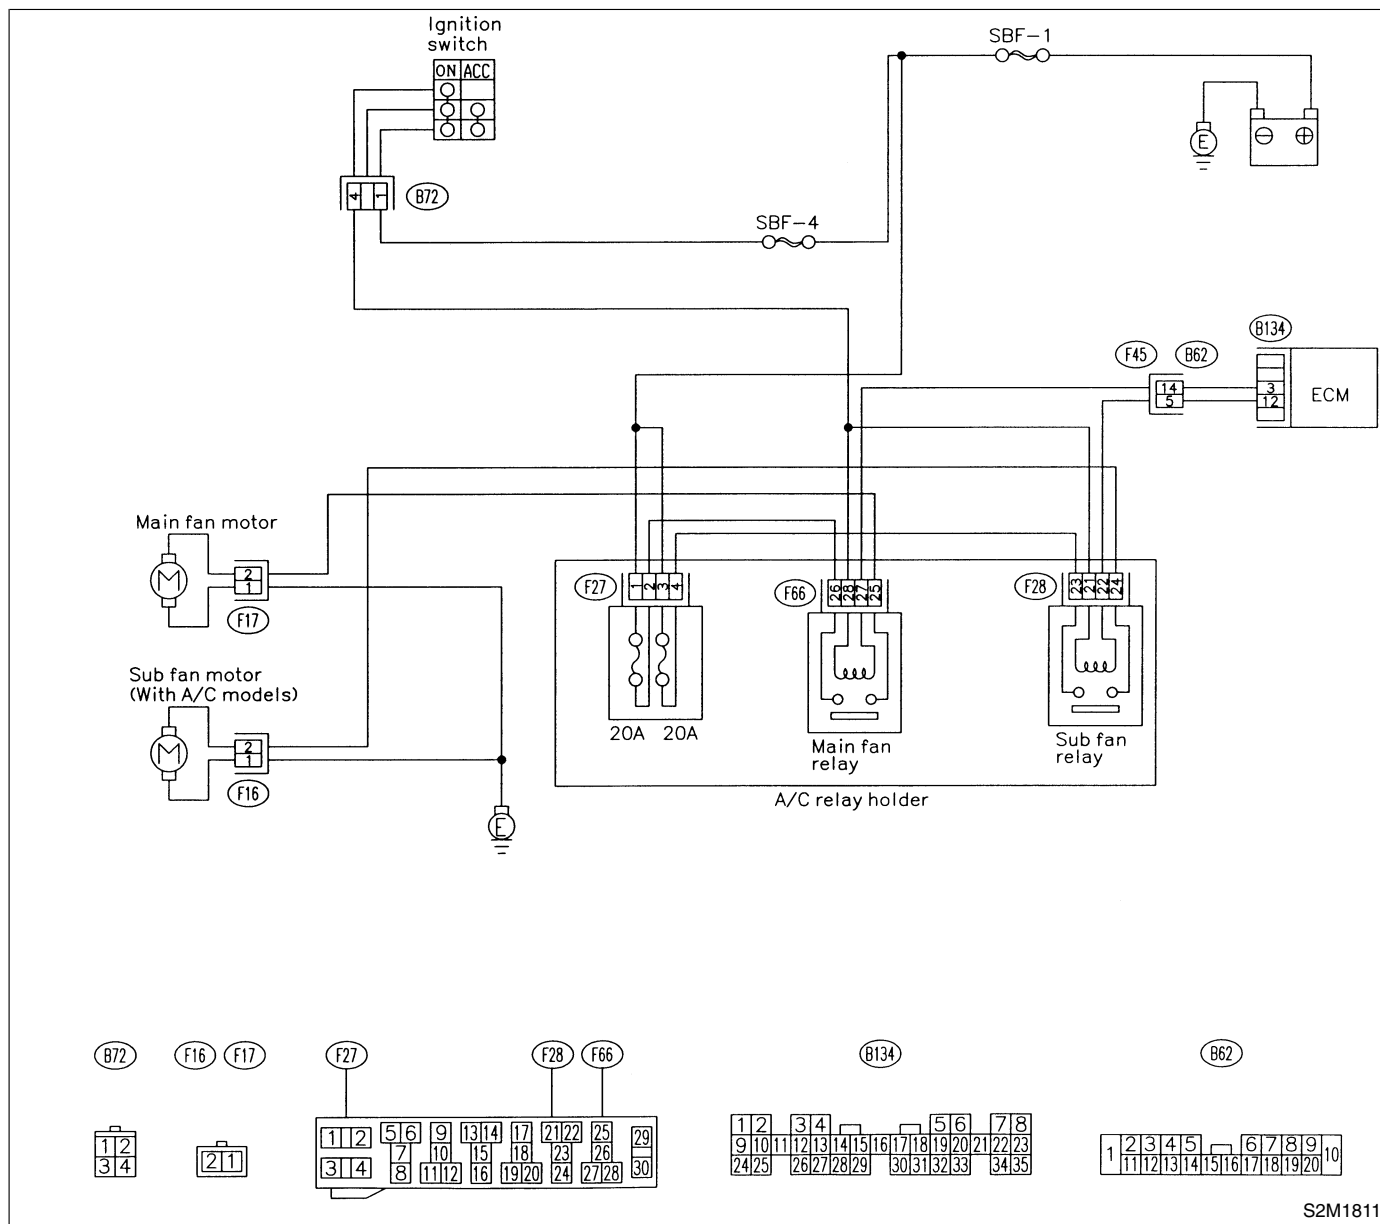 Ignition
switch
ON ACC
SBF-1
E
4 1
B72
SBF-4
B134
F45 B62
14
5
3
12
ECM
Main fan motor
M
2
1
F17
Sub fan motor
(With A/C models)
M
2
1
F16
E
F27
1 2 3 4
20A 20A
F66
26 28 27 25
Main fan
relay
F28
23 21 22 24
Sub fan
relay
A/C relay holder
B72
1 2
3 4
F16 F17
2 1
F27 F28 F66
1 2 5 6 9 13 14 17 21 22 25 29
7 10 15 18 23 26
3 4 8 11 12 16 19 20 24 27 28 30
B134
1 2 3 4 5 6 7 8
9 10 11 12 13 14 15 16 17 18 19 20 21 22 23
24 25 26 27 28 29 30 31 32 33 34 35
B62
1 2 3 4 5 6 7 8 9 10
11 12 13 14 15 16 17 18 19 20
S2M1811